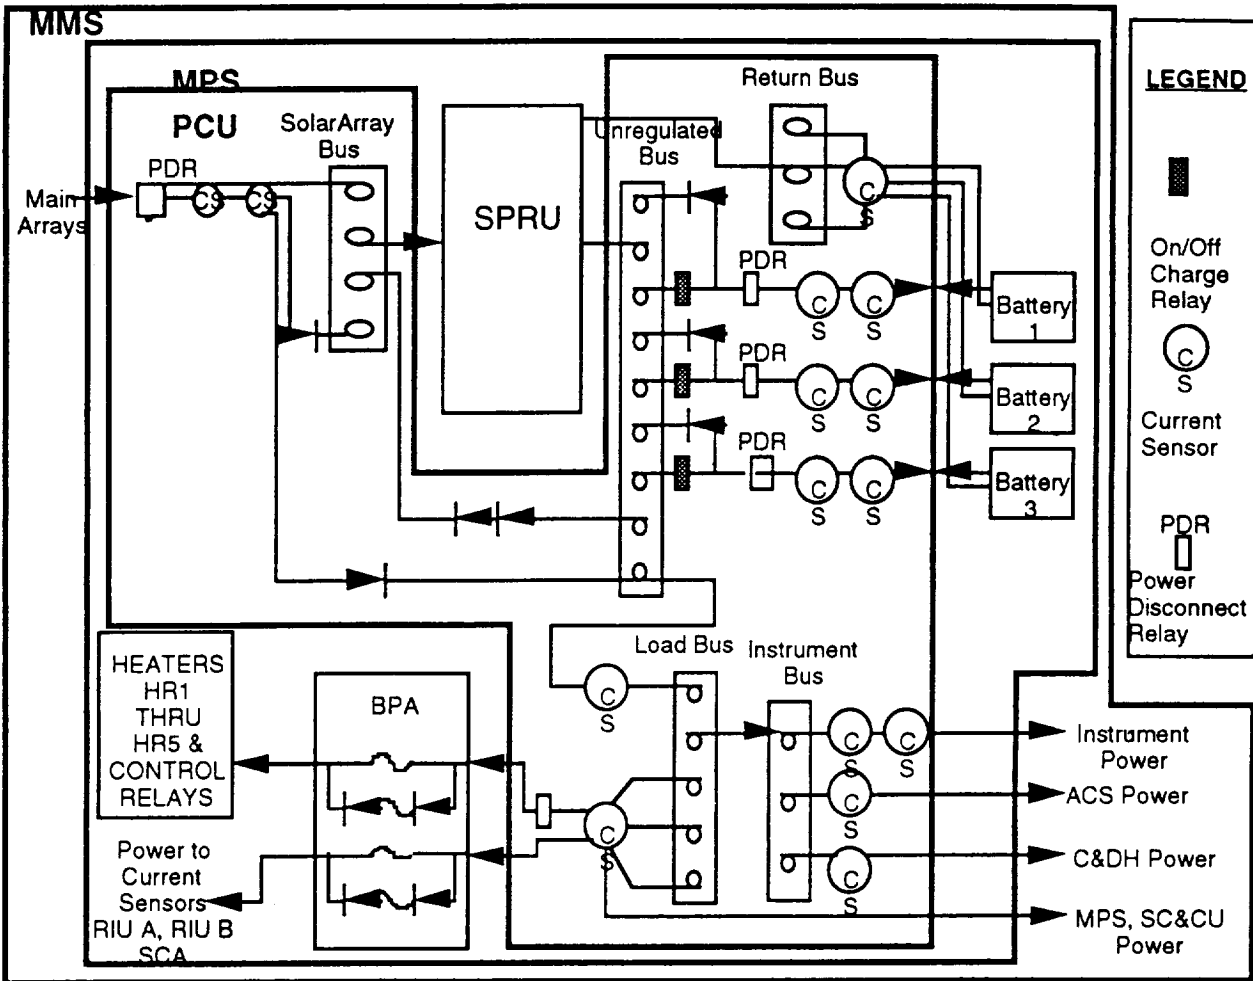 MMS
MPS
PCU
SolarArray
Bus
PDR
CS
CS
Main
Arrays
SPRU
Unregulated
Bus
Return Bus
C
S
PDR
C
S
C
S
Battery
1
PDR
C
S
C
S
Battery
2
PDR
C
S
C
S
Battery
3
LEGEND
On/Off
Charge
Relay
C
S
Current
Sensor
PDR
Power
Disconnect
Relay
HEATERS
HR1
THRU
HR5 &
CONTROL
RELAYS
Power to
Current
Sensors
RIU A, RIU B
SCA
BPA
C
S
C
S
Load Bus
Instrument
Bus
C
S
C
S
C
S
C
S
Instrument
Power
ACS Power
C&DH Power
MPS, SC&CU
Power